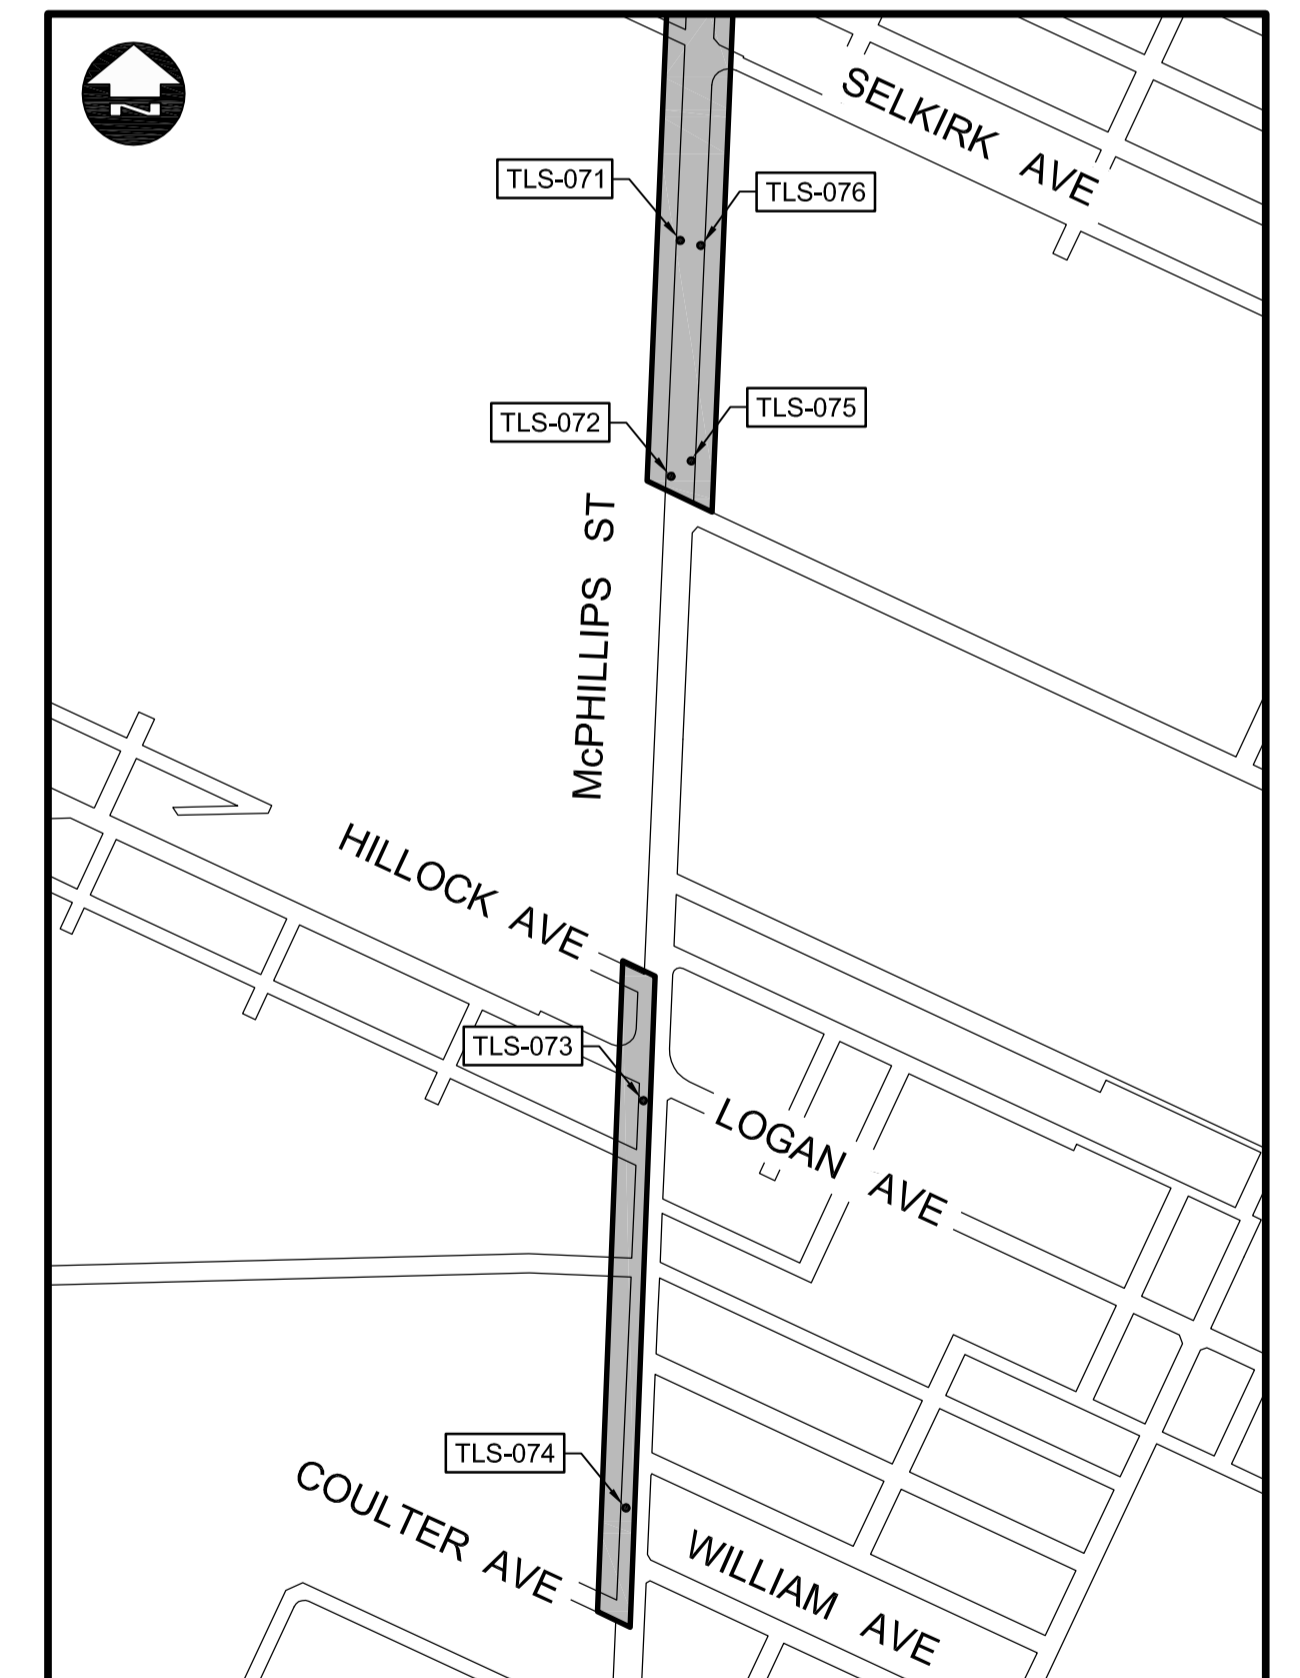 N
SELKIRK AVE
TLS-071
TLS-076
TLS-072
TLS-075
McPHILLIPS ST
HILLOCK AVE
TLS-073
LOGAN AVE
TLS-074
COULTER AVE
WILLIAM AVE